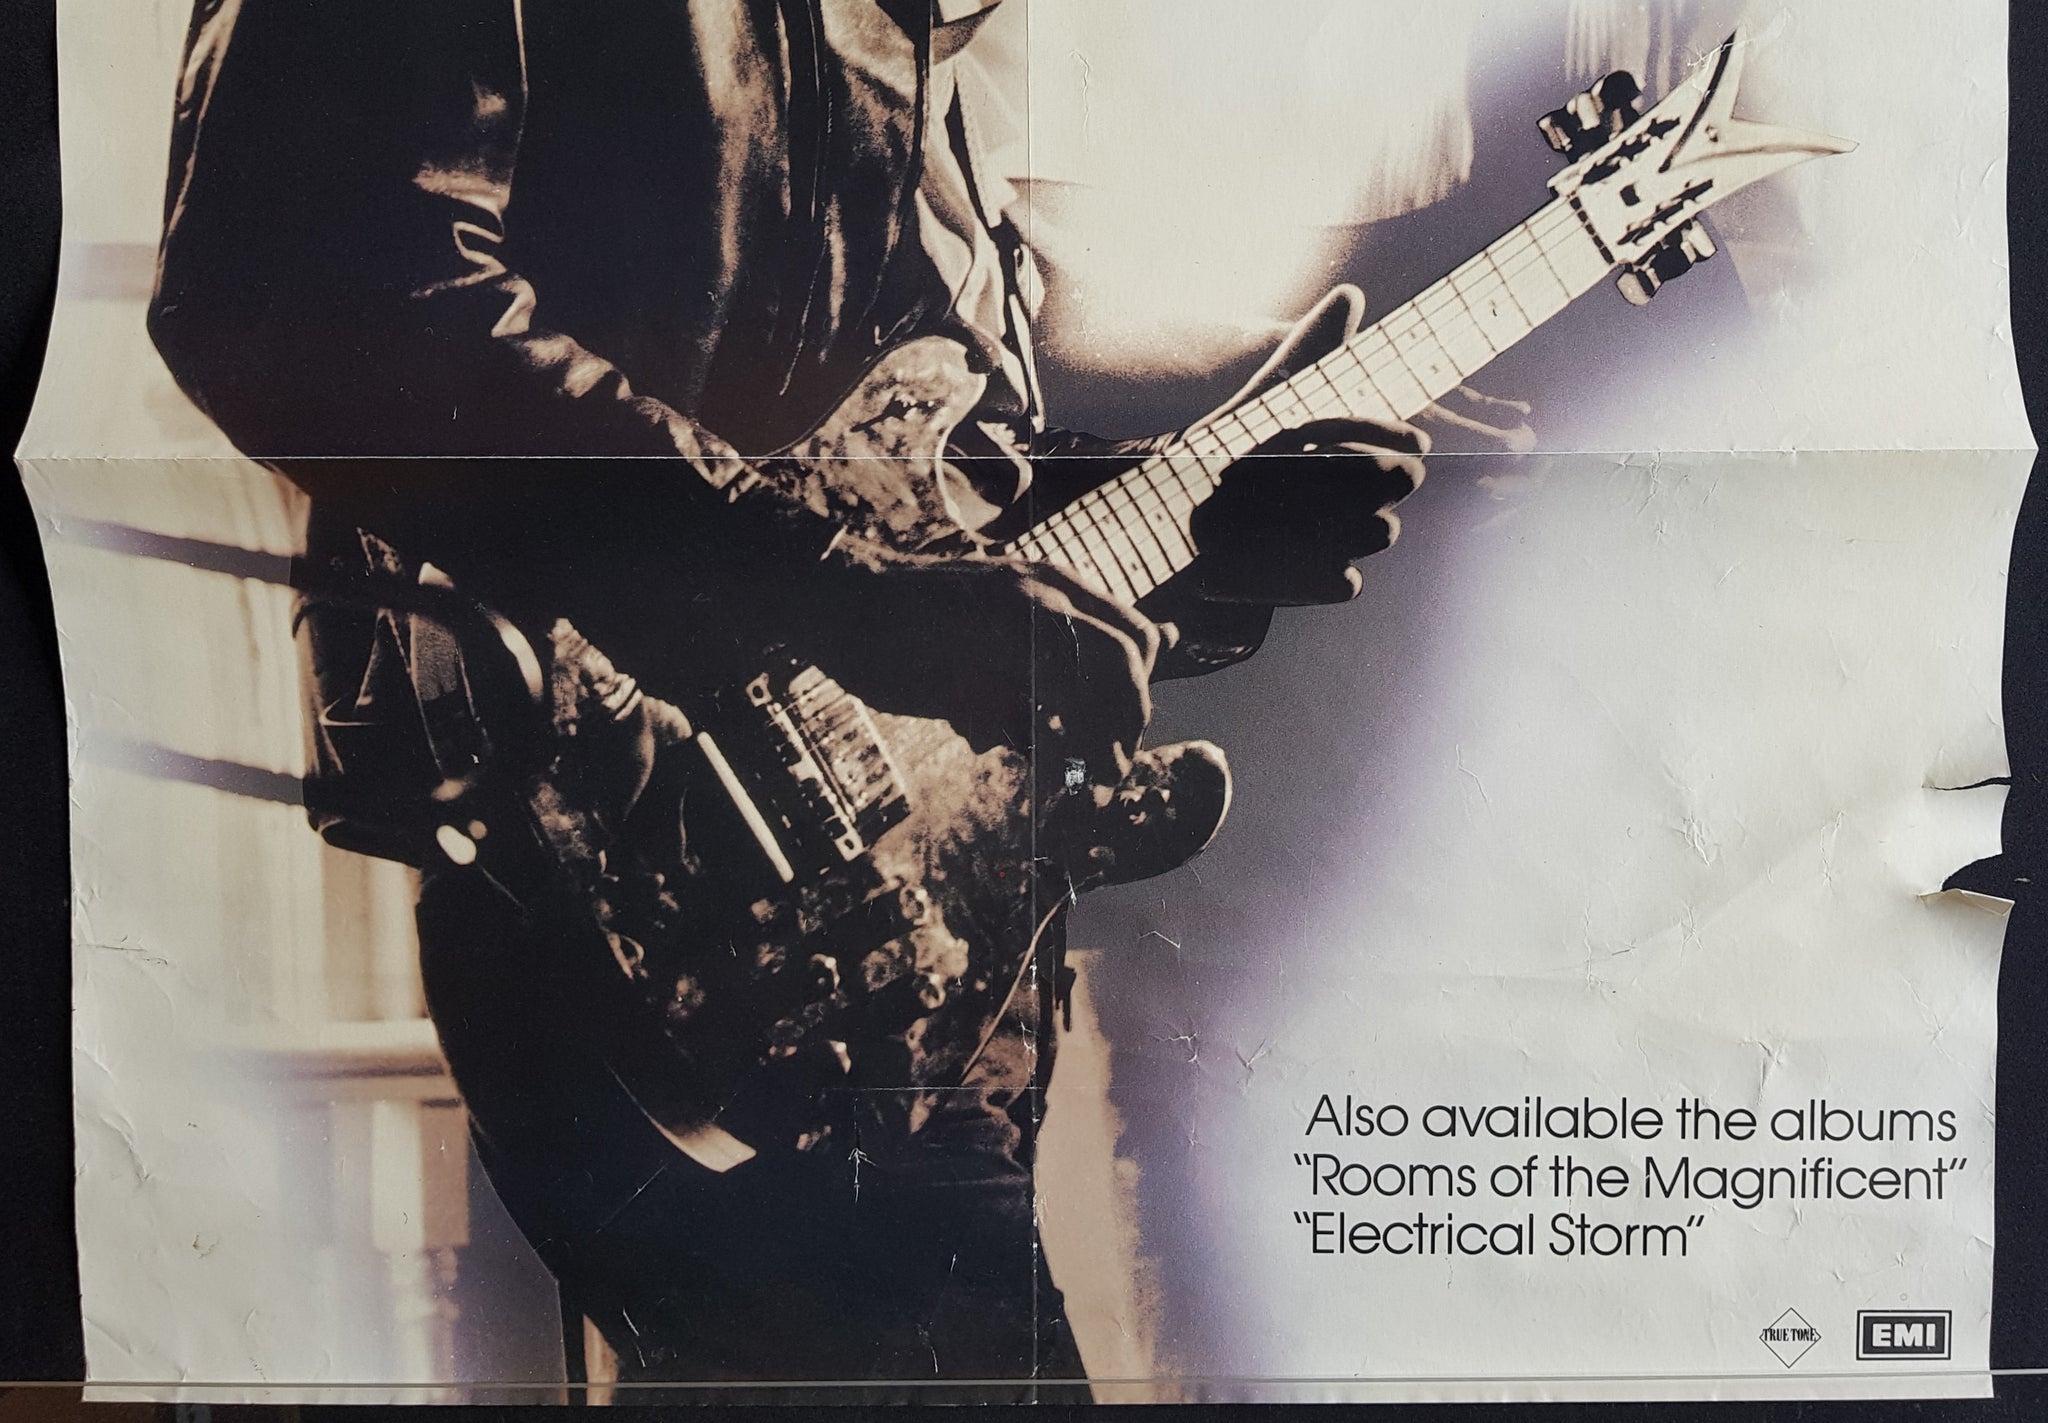 Also available the albums
“Rooms of the Magnificent”
“Electrical Storm”
TRUE TONE
EMI